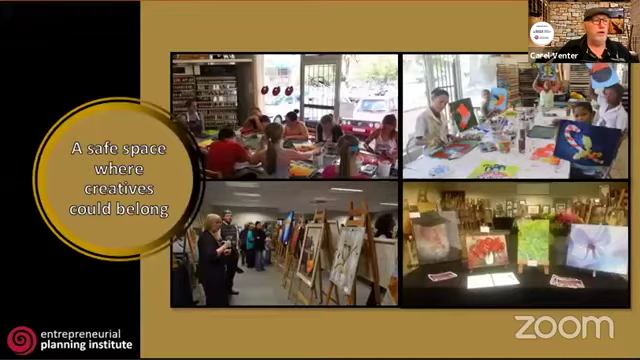 A safe space
where
creatives
could belong
Carel Venter
entrepreneurial
planning institute
zoom